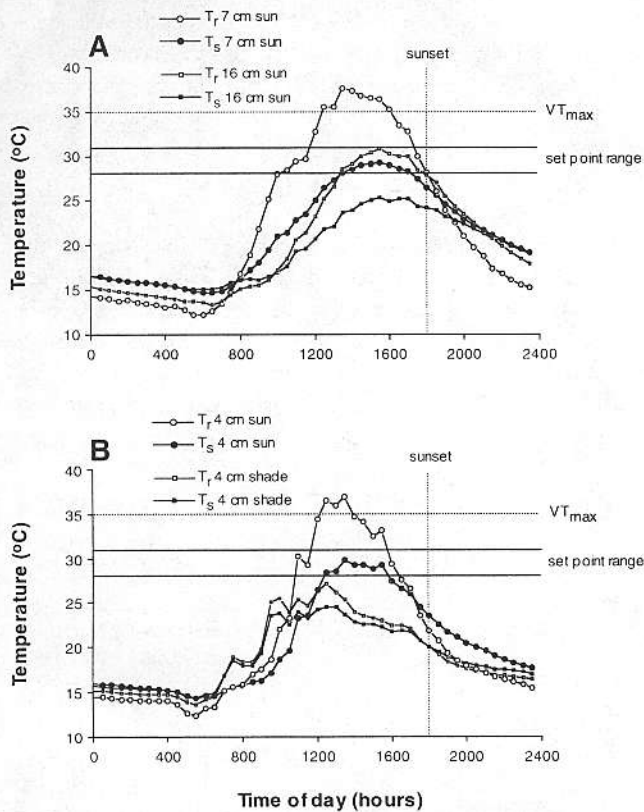 A
Tr 7 cm sun
Ts 7 cm sun
Tr 16 cm sun
Ts 16 cm sun
sunset
VTmax
set point range
Temperature (ºC)
40
35
30
25
20
15
10
0
400
800
1200
1600
2000
2400
B
Tr 4 cm sun
Ts 4 cm sun
Tr 4 cm shade
Ts 4 cm shade
sunset
VTmax
set point range
Temperature (ºC)
40
35
30
25
20
15
10
0
400
800
1200
1600
2000
2400
Time of day (hours)